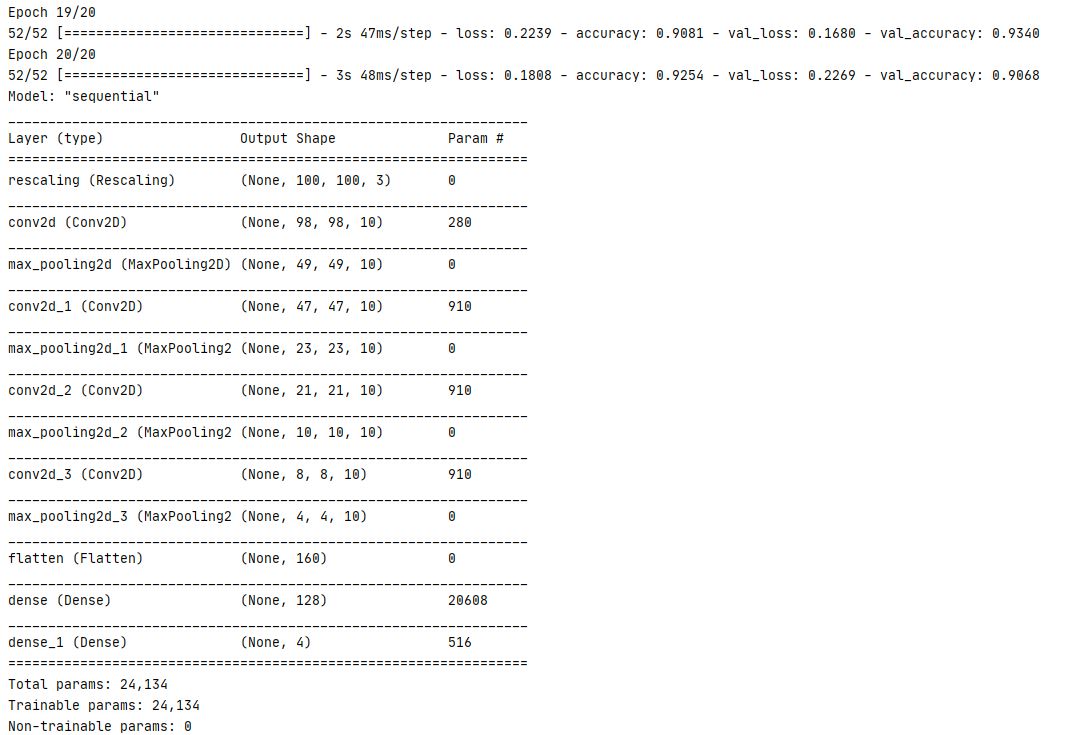 Epoch 19/20
52/52 [==============================] - 2s 47ms/step - loss: 0.2239 - accuracy: 0.9081 - val_loss: 0.1680 - val_accuracy: 0.9340
Epoch 20/20
52/52 [==============================] - 3s 48ms/step - loss: 0.1808 - accuracy: 0.9254 - val_loss: 0.2269 - val_accuracy: 0.9068
Model: "sequential"
_________________________________________________________________
Layer (type)                 Output Shape              Param #
=================================================================
rescaling (Rescaling)        (None, 100, 100, 3)       0
_________________________________________________________________
conv2d (Conv2D)              (None, 98, 98, 10)        280
_________________________________________________________________
max_pooling2d (MaxPooling2D) (None, 49, 49, 10)        0
_________________________________________________________________
conv2d_1 (Conv2D)            (None, 47, 47, 10)        910
_________________________________________________________________
max_pooling2d_1 (MaxPooling2 (None, 23, 23, 10)        0
_________________________________________________________________
conv2d_2 (Conv2D)            (None, 21, 21, 10)        910
_________________________________________________________________
max_pooling2d_2 (MaxPooling2 (None, 10, 10, 10)        0
_________________________________________________________________
conv2d_3 (Conv2D)            (None, 8, 8, 10)          910
_________________________________________________________________
max_pooling2d_3 (MaxPooling2 (None, 4, 4, 10)          0
_________________________________________________________________
flatten (Flatten)            (None, 160)               0
_________________________________________________________________
dense (Dense)                (None, 128)               20608
_________________________________________________________________
dense_1 (Dense)              (None, 4)                 516
=================================================================
Total params: 24,134
Trainable params: 24,134
Non-trainable params: 0